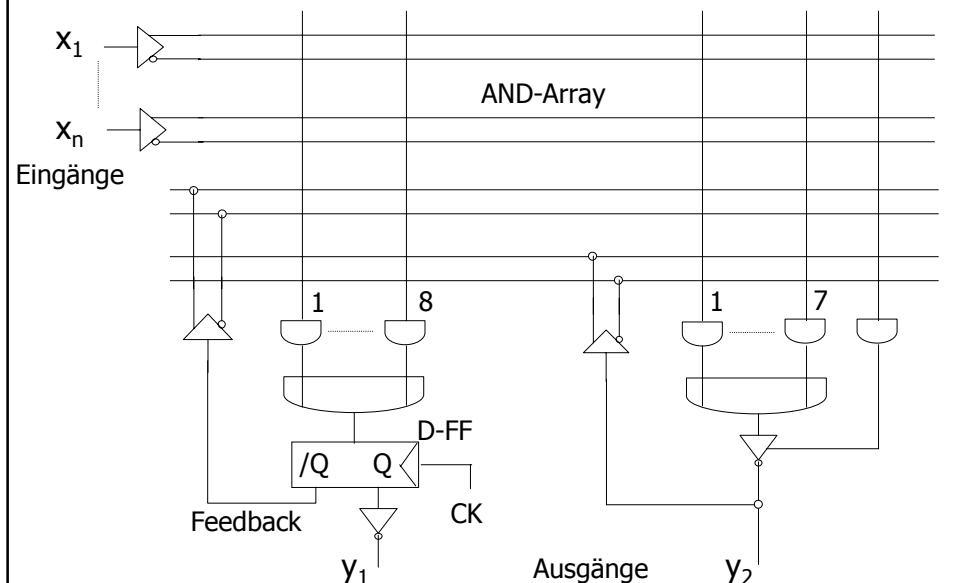 x₁
AND-Array
xₙ
Eingänge
1 8 1 7
D-FF
/Q Q
CK
Feedback
y₁ Ausgänge y₂